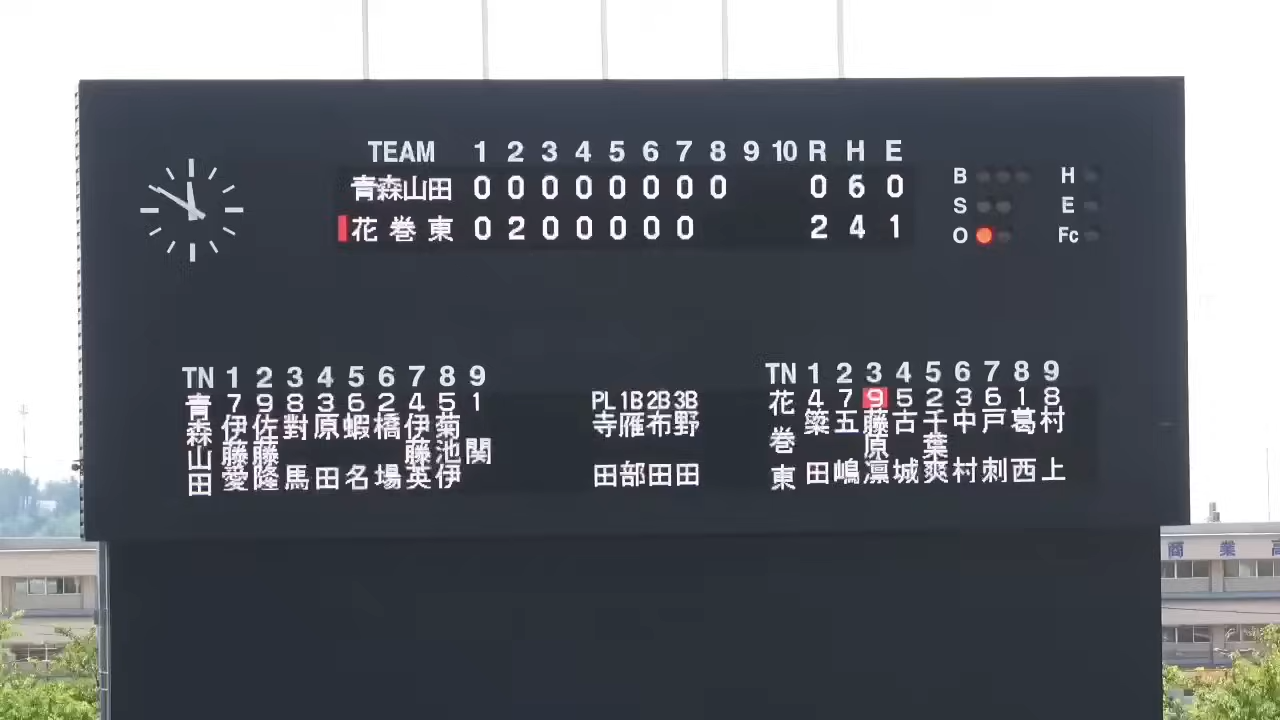 TEAM 1 2 3 4 5 6 7 8 9 10 R H E
青森山田 0 0 0 0 0 0 0 0 0 6 0
花巻東 0 2 0 0 0 0 0 2 4 1
B H
S E
O Fc
TN 1 2 3 4 5 6 7 8 9
青森山田 7 9 8 3 6 2 4 5 1
伊藤愛 佐藤隆 對馬 原田 蝦名 橋場 伊藤英 菊池伊 関
PL 1B 2B 3B
寺田 雁部 布田 野田
TN 1 2 3 4 5 6 7 8 9
花巻東 4 7 9 5 2 3 6 1 8
簗田 五嶋 藤原凛 古城 千葉爽 中村 戸刺 葛西 村上
商業高